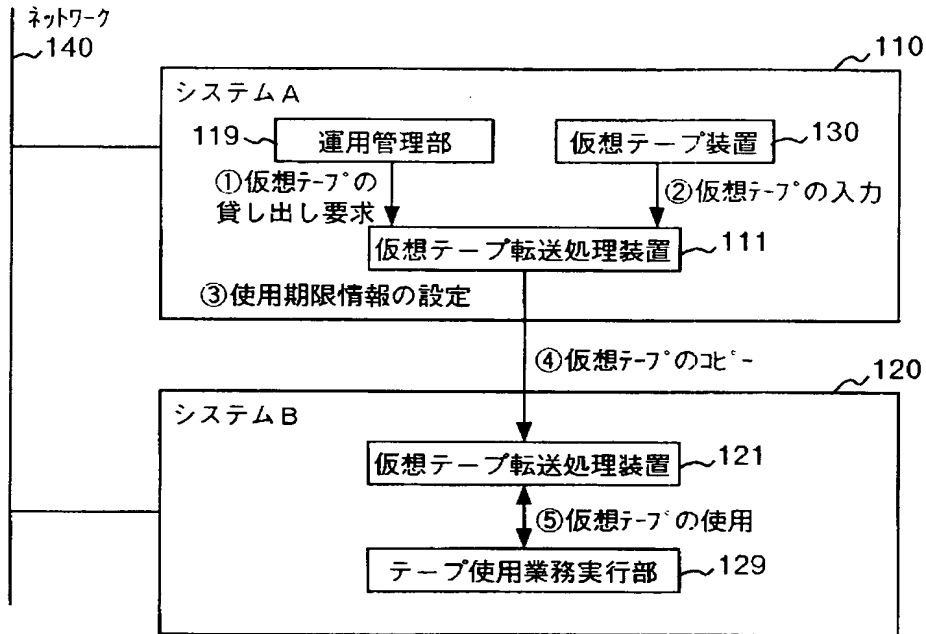 ネットワーク
140
110
システムA
119
運用管理部
仮想テープ装置
130
①仮想テープの
貸し出し要求
②仮想テープの入力
仮想テープ転送処理装置
111
③使用期限情報の設定
④仮想テープのコピー
120
システムB
仮想テープ転送処理装置
121
⑤仮想テープの使用
テープ使用業務実行部
129